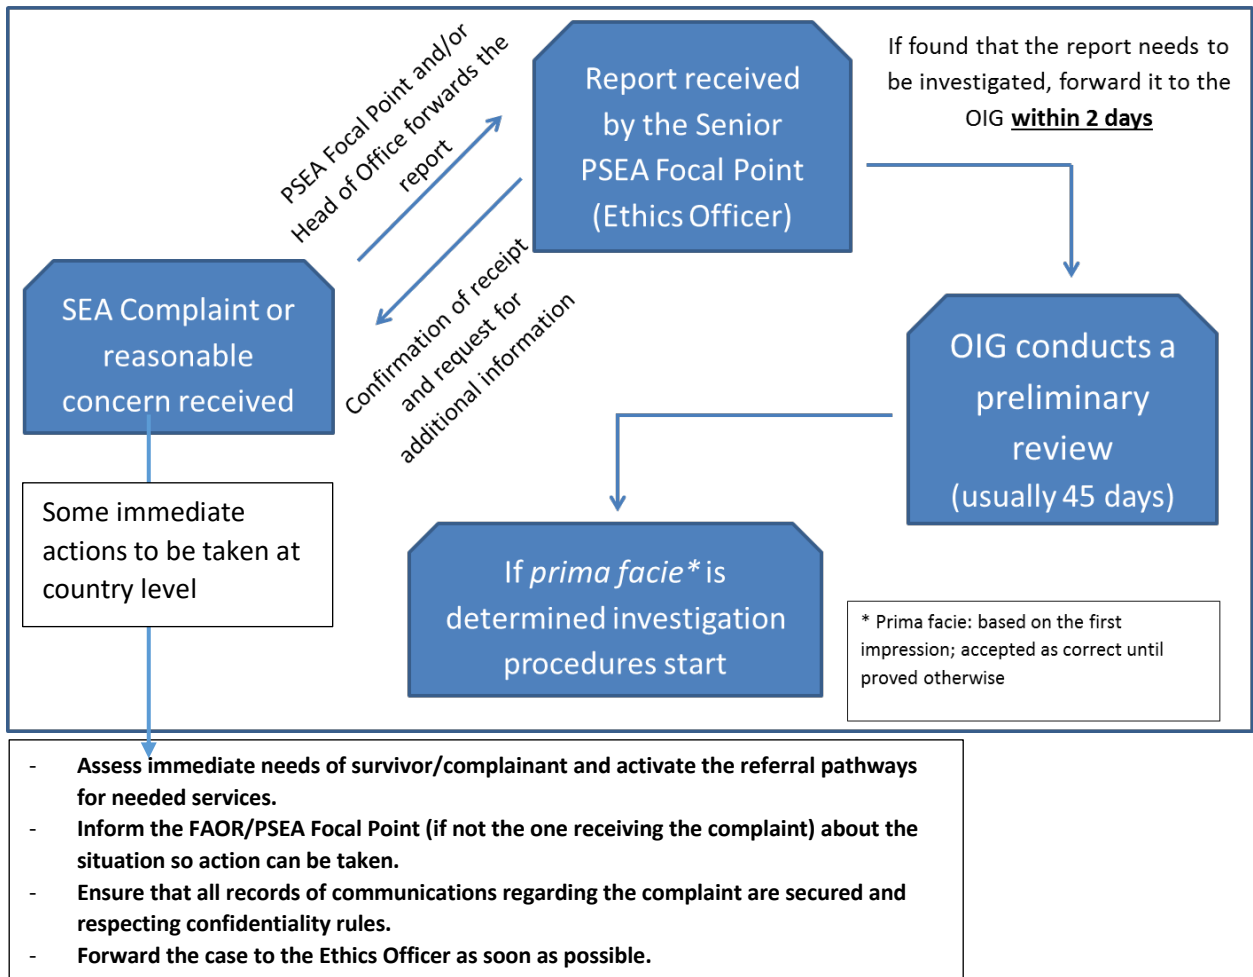 PSEA Focal Point and/or
Head of Office forwards the
report
Report received
by the Senior
PSEA Focal Point
(Ethics Officer)
If found that the report needs to
be investigated, forward it to the
OIG within 2 days
Confirmation of receipt
and request for
additional information
SEA Complaint or
reasonable
concern received
OIG conducts a
preliminary
review
(usually 45 days)
Some immediate
actions to be taken at
country level
If prima facie* is
determined investigation
procedures start
* Prima facie: based on the first
impression; accepted as correct until
proved otherwise
- Assess immediate needs of survivor/complainant and activate the referral pathways
for needed services.
- Inform the FAOR/PSEA Focal Point (if not the one receiving the complaint) about the
situation so action can be taken.
- Ensure that all records of communications regarding the complaint are secured and
respecting confidentiality rules.
- Forward the case to the Ethics Officer as soon as possible.